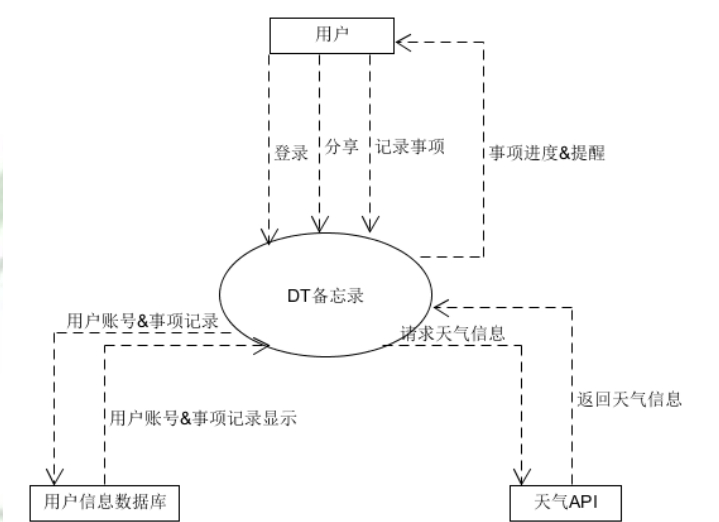 用户
登录
分享
记录事项
事项进度&提醒
DT备忘录
用户账号&事项记录
请求天气信息
用户账号&事项记录显示
返回天气信息
用户信息数据库
天气API